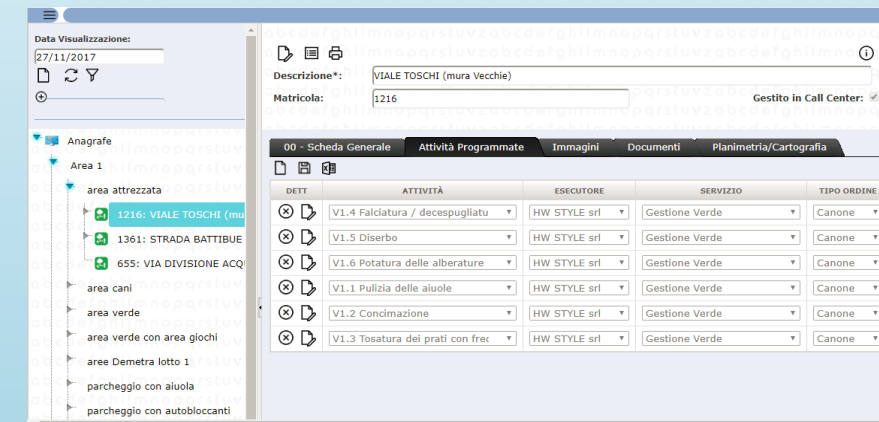 Data Visualizzazione:
27/11/2017
Anagrafe
Area 1
area attrezzata
1216: VIALE TOSCHI (mu
1361: STRADA BATTIBUE
655: VIA DIVISIONE ACQ
area cani
area verde
area verde con area giochi
aree Demetra lotto 1
parcheggio con aiuola
parcheggio con autobloccanti
Descrizione*: VIALE TOSCHI (mura Vecchie)
Matricola: 1216 Gestito in Call Center:
00 - Scheda Generale Attività Programmate Immagini Documenti Planimetria/Cartografia
DETT ATTIVITÀ ESECUTORE SERVIZIO TIPO ORDINE
V1.4 Falciatura / decespugliatu HW STYLE srl Gestione Verde Canone
V1.5 Diserbo HW STYLE srl Gestione Verde Canone
V1.6 Potatura delle alberature HW STYLE srl Gestione Verde Canone
V1.1 Pulizia delle aiuole HW STYLE srl Gestione Verde Canone
V1.2 Concimazione HW STYLE srl Gestione Verde Canone
V1.3 Tosatura dei prati con frec HW STYLE srl Gestione Verde Canone